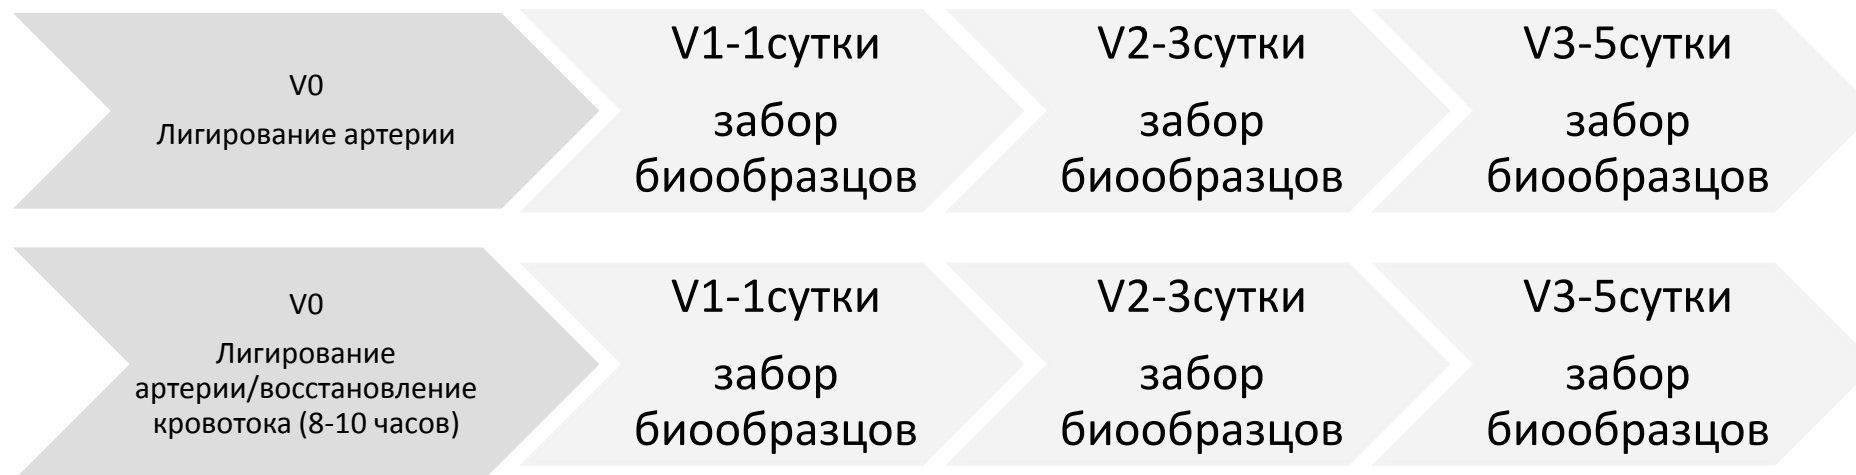 V0
Лигирование артерии
V1-1сутки
забор
биообразцов
V2-3сутки
забор
биообразцов
V3-5сутки
забор
биообразцов
V0
Лигирование
артерии/восстановление
кровотока (8-10 часов)
V1-1сутки
забор
биообразцов
V2-3сутки
забор
биообразцов
V3-5сутки
забор
биообразцов